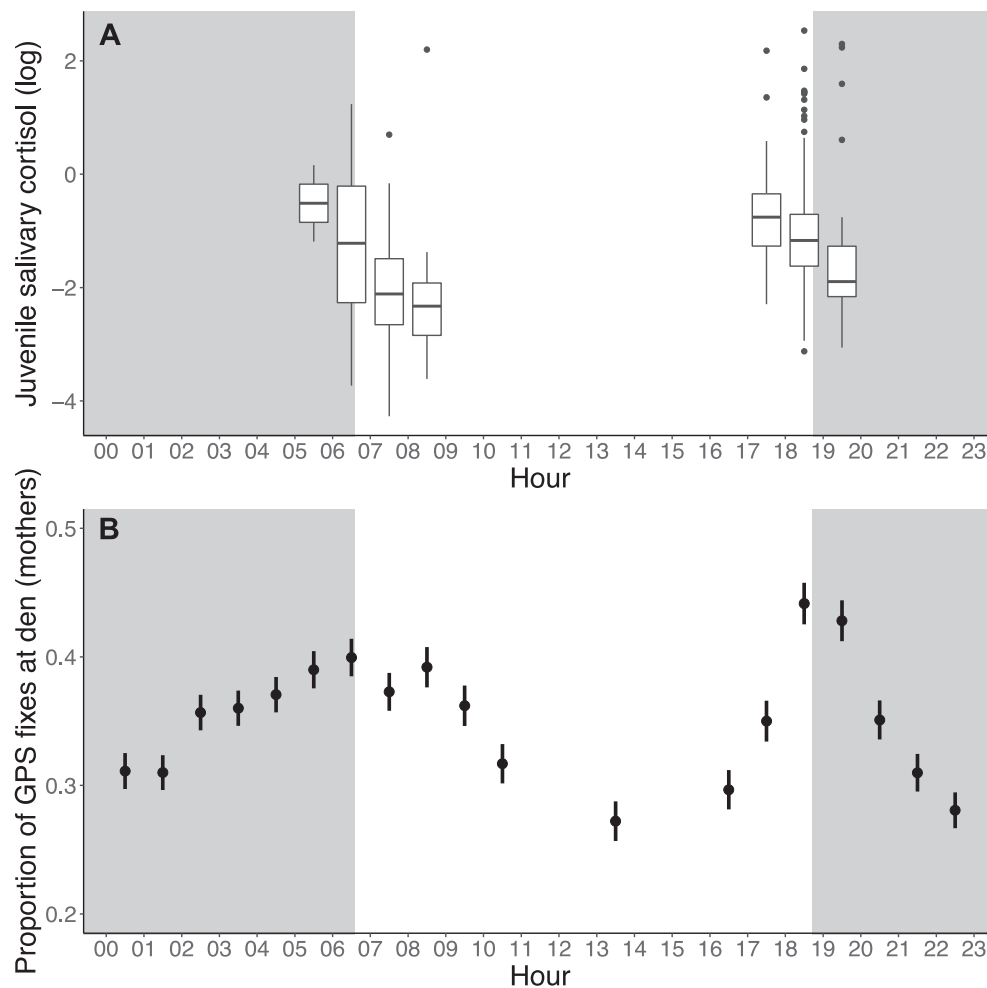 A
Juvenile salivary cortisol (log)
2
0
−2
−4
00 01 02 03 04 05 06 07 08 09 10 11 12 13 14 15 16 17 18 19 20 21 22 23
Hour
B
Proportion of GPS fixes at den (mothers)
0.5
0.4
0.3
0.2
00 01 02 03 04 05 06 07 08 09 10 11 12 13 14 15 16 17 18 19 20 21 22 23
Hour